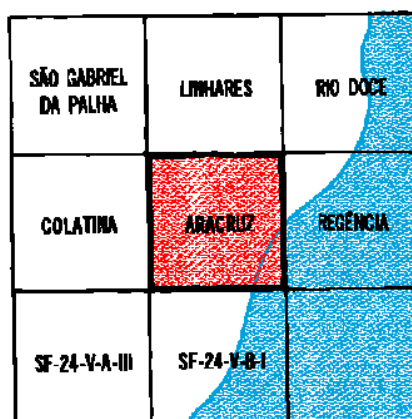 SÃO GABRIEL
DA PALHA
LINHARES
RIO DOCE
COLATINA
ARACRUZ
REGÊNCIA
SF-24-V-A-III
SF-24-V-B-I